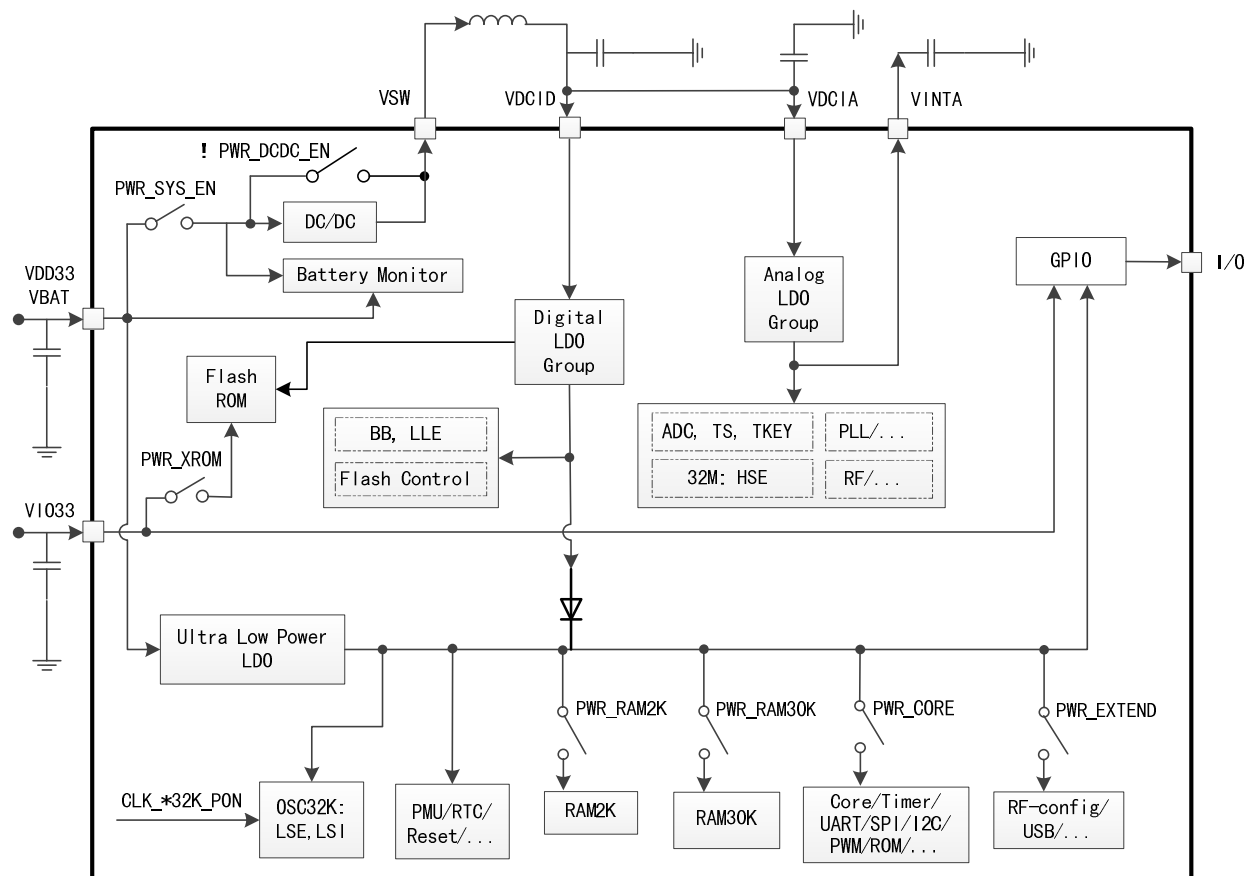 VSW
VDCID
VDCIA
VINTA
! PWR_DCDC_EN
PWR_SYS_EN
DC/DC
Battery Monitor
VDD33
VBAT
GPIO
I/O
Analog
LDO
Group
Digital
LDO
Group
Flash
ROM
BB, LLE
Flash Control
ADC, TS, TKEY
PLL/...
32M: HSE
RF/...
PWR_XROM
VIO33
Ultra Low Power
LDO
PWR_RAM2K
PWR_RAM30K
PWR_CORE
PWR_EXTEND
CLK_*32K_PON
OSC32K:
LSE,LSI
PMU/RTC/
Reset/...
RAM2K
RAM30K
Core/Timer/
UART/SPI/I2C/
PWM/ROM/...
RF-config/
USB/...